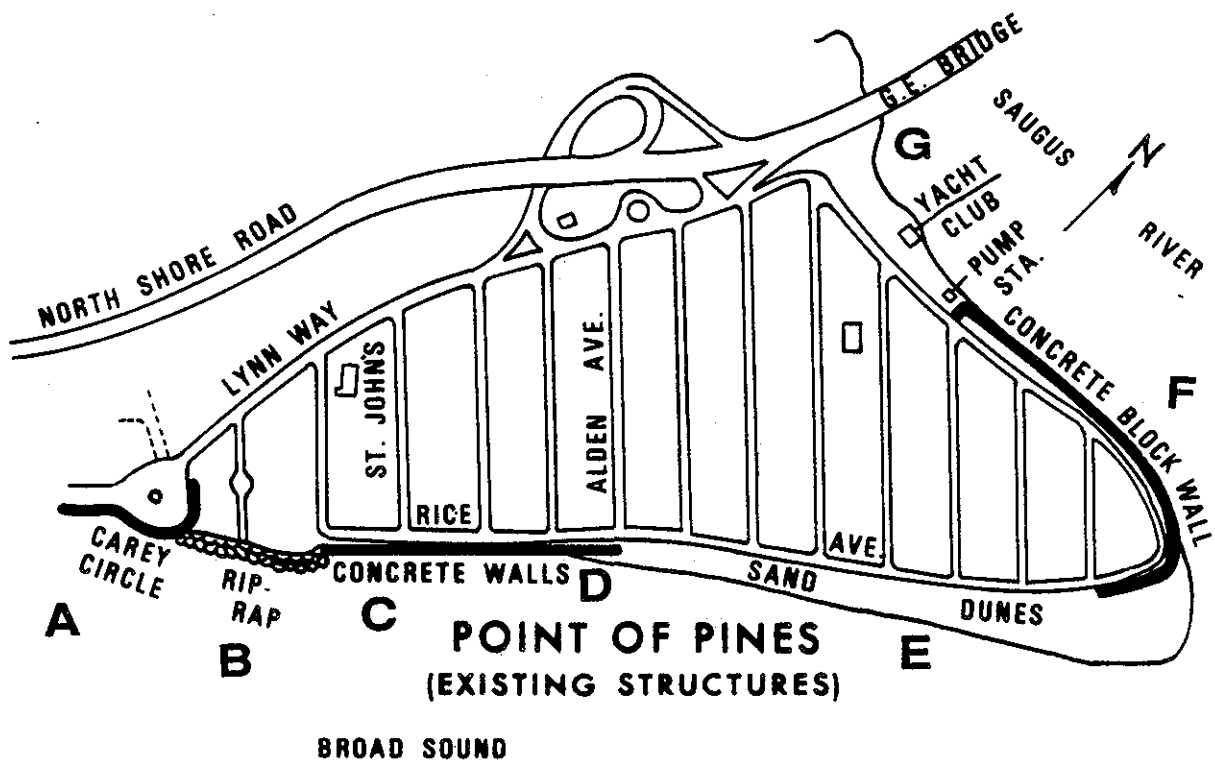 G.E. BRIDGE
SAUGUS
RIVER
N
G
YACHT
CLUB
PUMP
STA.
NORTH SHORE ROAD
LYNN WAY
ST. JOHN'S
ALDEN AVE.
RICE
AVE.
CONCRETE BLOCK WALL
F
CAREY
CIRCLE
RIP-
RAP
CONCRETE WALLS
SAND
DUNES
A
B
C
D
E
POINT OF PINES
(EXISTING STRUCTURES)
BROAD SOUND